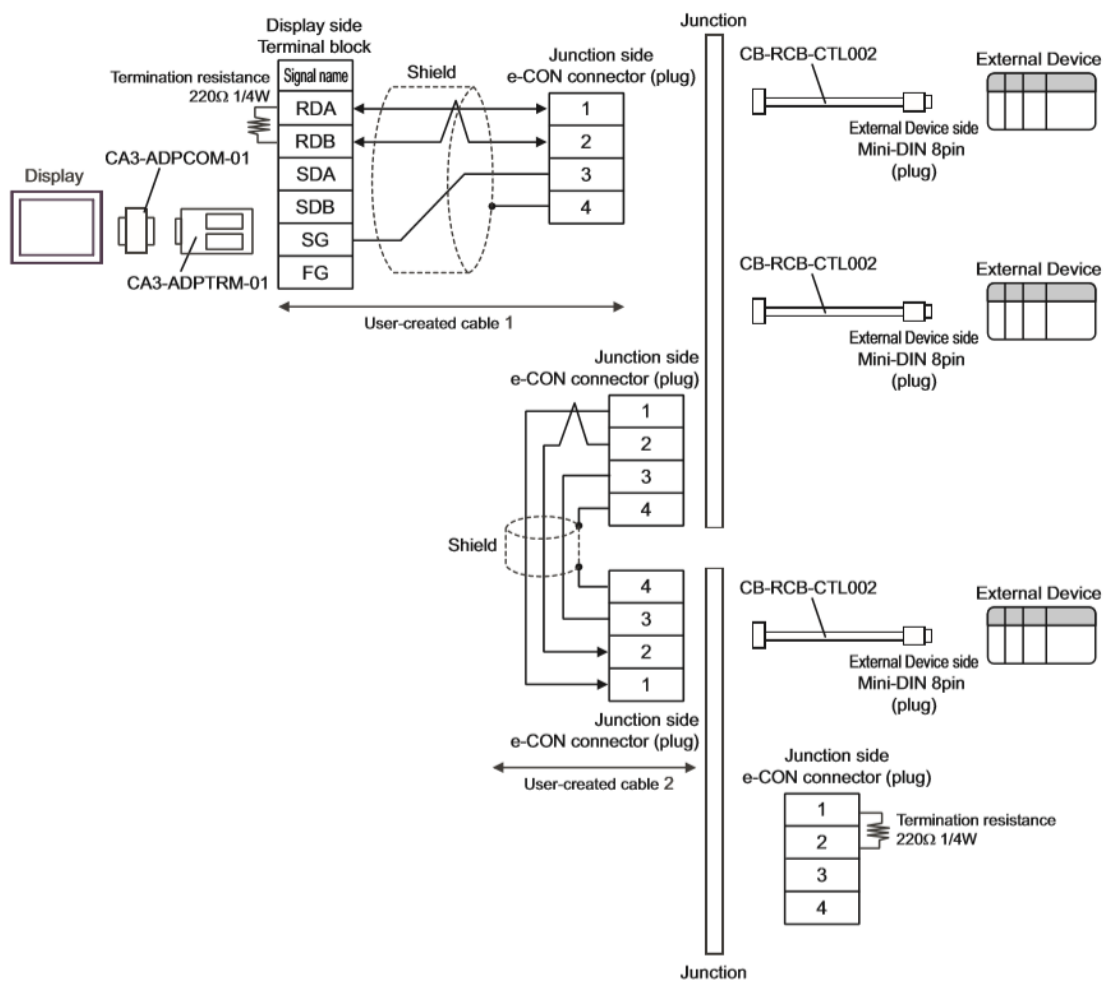 Junction
Display side
Terminal block
Junction side
e-CON connector (plug)
Termination resistance
220Ω 1/4W
Signal name
RDA
RDB
SDA
SDB
SG
FG
Shield
1
2
3
4
Display
CA3-ADPCOM-01
CA3-ADPTRM-01
User-created cable 1
CB-RCB-CTL002
External Device
External Device side
Mini-DIN 8pin
(plug)
CB-RCB-CTL002
External Device
External Device side
Mini-DIN 8pin
(plug)
Junction side
e-CON connector (plug)
1
2
3
4
Shield
4
3
2
1
Junction side
e-CON connector (plug)
User-created cable 2
CB-RCB-CTL002
External Device
External Device side
Mini-DIN 8pin
(plug)
Junction side
e-CON connector (plug)
1
2
3
4
Termination resistance
220Ω 1/4W
Junction